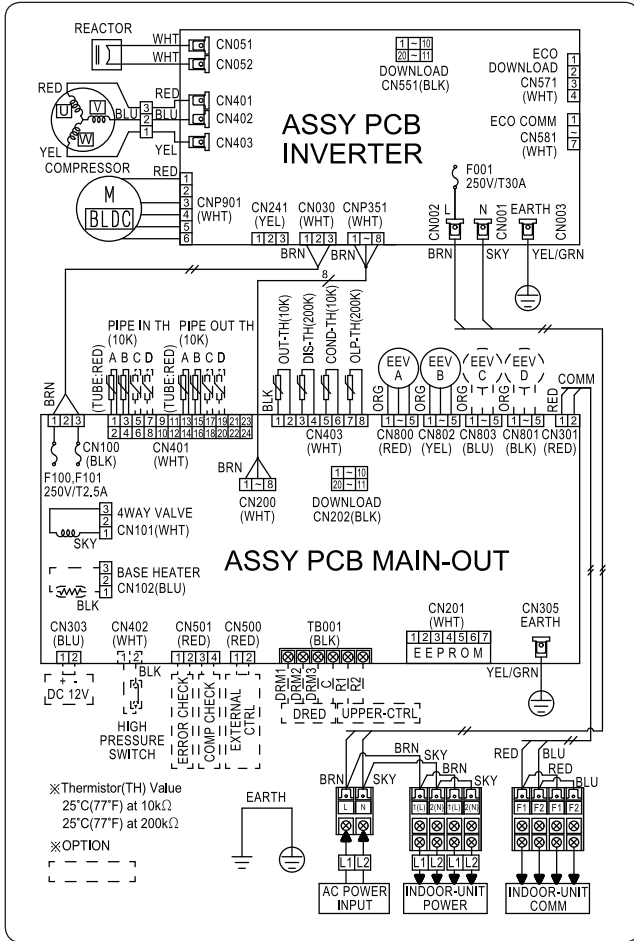 REACTOR
WHT
WHT
CN051
CN052
1 ~ 10
20 ~ 11
DOWNLOAD
CN551(BLK)
ECO
DOWNLOAD
CN571
(WHT)
1
2
3
4
RED
U
V
W
BLU
YEL
3
2
1
RED
BLU
YEL
CN401
CN402
CN403
COMPRESSOR
ASSY PCB
INVERTER
ECO COMM
CN581
(WHT)
1
~
7
F001
250V/T30A
M
BLDC
RED
1
2
3
4
5
6
CNP901
(WHT)
CN241
(YEL)
1 2 3
CN030
(WHT)
1 2 3
CNP351
(WHT)
1 ~ 8
CN002
L
N
CN001
EARTH
CN003
BRN
BRN
BRN
SKY
YEL/GRN
8
PIPE IN TH
(10K)
PIPE OUT TH
(10K)
(TUBE:RED)
A B C D
(TUBE:RED)
A B C D
OUT-TH(10K)
DIS-TH(200K)
COND-TH(10K)
OLP-TH(200K)
EEV
A
EEV
B
EEV
C
EEV
D
COMM
BRN
BLK
ORG
ORG
ORG
ORG
RED
1 2 3
1 3 5 7 9 11 13 15 17 19 21 23
2 4 6 8 10 12 14 16 18 20 22 24
1 2 3 4 5 6 7 8
1 ~ 5
1 ~ 5
1 ~ 5
1 ~ 5
1 2
CN100
(BLK)
CN401
(WHT)
CN403
(WHT)
CN800
(RED)
CN802
(YEL)
CN803
(BLU)
CN801
(BLK)
CN301
(RED)
F100,F101
250V/T2.5A
BRN
1 ~ 8
CN200
(WHT)
1 ~ 10
20 ~ 11
DOWNLOAD
CN202(BLK)
3
2
1
4WAY VALVE
CN101(WHT)
SKY
ASSY PCB MAIN-OUT
3
2
1
BASE HEATER
CN102(BLU)
BLK
CN303
(BLU)
1 2
CN402
(WHT)
1 2
CN501
(RED)
1 2 3 4
CN500
(RED)
1 2
TB001
(BLK)
CN201
(WHT)
1 2 3 4 5 6 7
EEPROM
CN305
EARTH
YEL/GRN
+ -
DC 12V
BLK
HIGH
PRESSURE
SWITCH
ERROR CHECK
COMP CHECK
EXTERNAL
CTRL
DRM1
DRM2
DRM3
C
R1
R2
DRED
UPPER-CTRL
※Thermistor(TH) Value
25°C(77°F) at 10kΩ
25°C(77°F) at 200kΩ
※OPTION
EARTH
BRN
SKY
BRN
SKY
BRN
SKY
L
N
1(L) 2(N) 1(L) 2(N)
L1 L2
L1 L2 L1 L2
AC POWER
INPUT
INDOOR-UNIT
POWER
RED
BLU
RED
BLU
F1 F2 F1 F2
INDOOR-UNIT
COMM